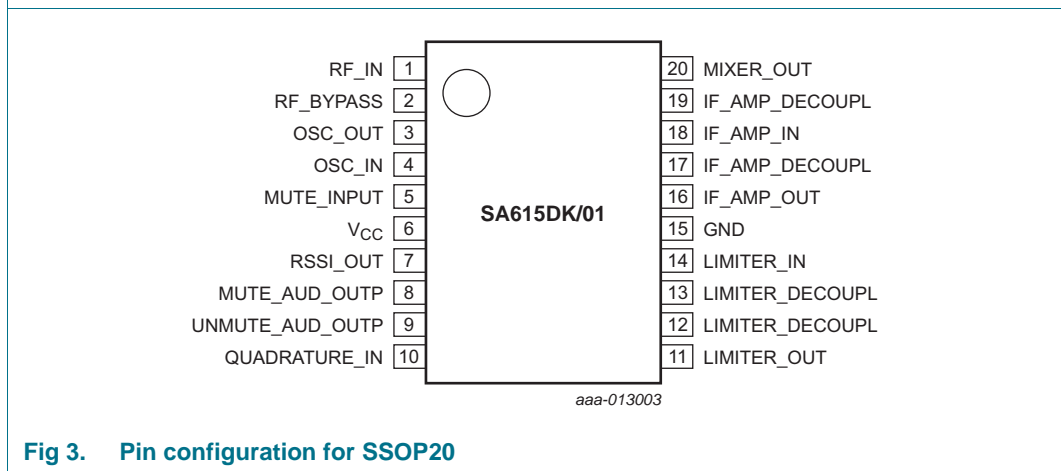 RF_IN 1 20 MIXER_OUT
RF_BYPASS 2 19 IF_AMP_DECOUPL
OSC_OUT 3 18 IF_AMP_IN
OSC_IN 4 17 IF_AMP_DECOUPL
MUTE_INPUT 5 16 IF_AMP_OUT
SA615DK/01
VCC 6 15 GND
RSSI_OUT 7 14 LIMITER_IN
MUTE_AUD_OUTP 8 13 LIMITER_DECOUPL
UNMUTE_AUD_OUTP 9 12 LIMITER_DECOUPL
QUADRATURE_IN 10 11 LIMITER_OUT
aaa-013003
Fig 3. Pin configuration for SSOP20